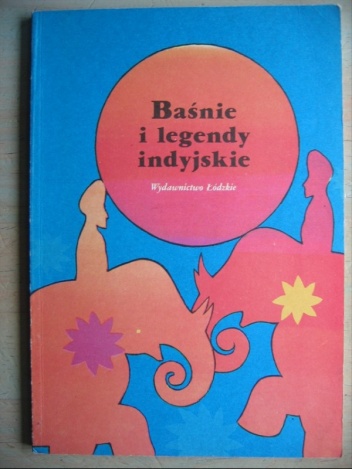 Baśnie
i legendy
indyjskie
Wydawnictwo Łódzkie